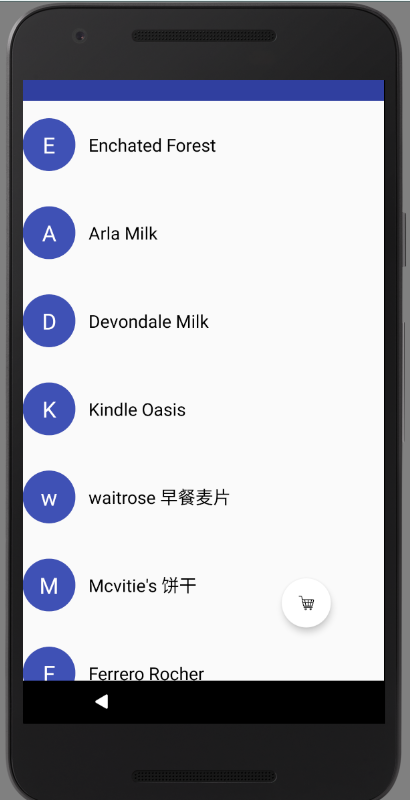 E Enchated Forest
A Arla Milk
D Devondale Milk
K Kindle Oasis
w waitrose 早餐麦片
M Mcvitie's 饼干
F Ferrero Rocher